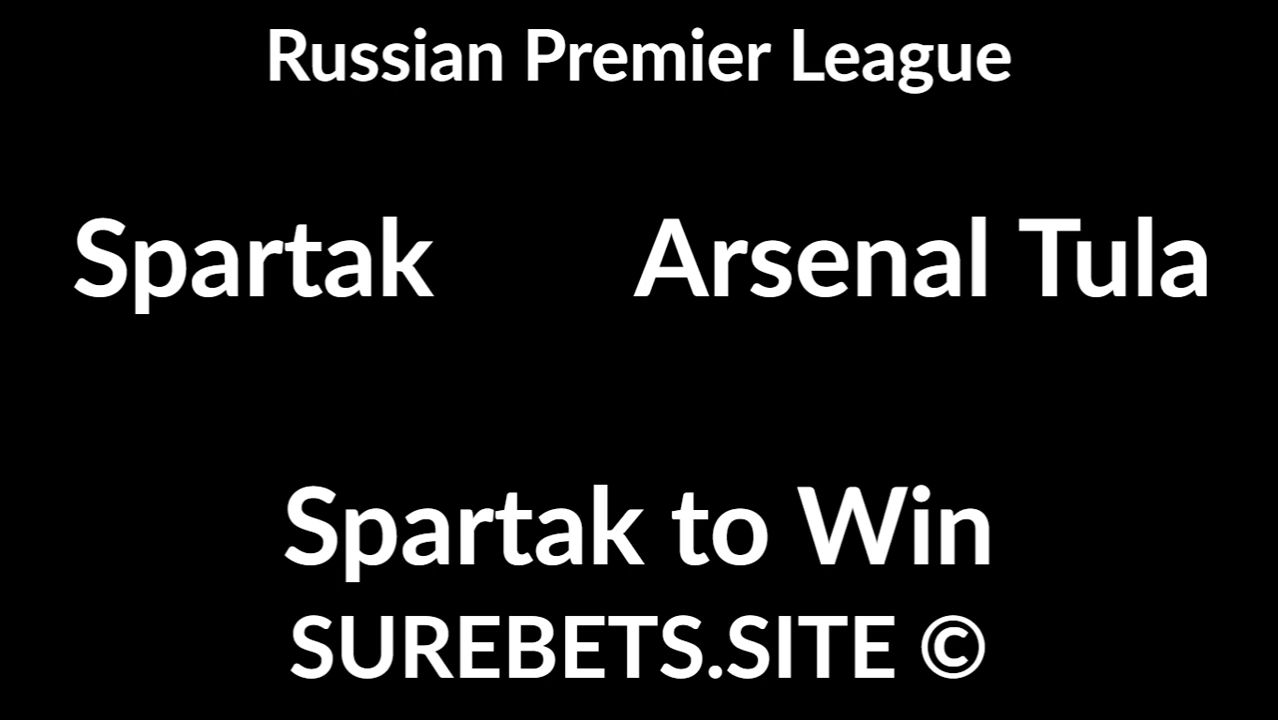 Russian Premier League
Spartak Arsenal Tula
Spartak to Win
SUREBETS.SITE ©